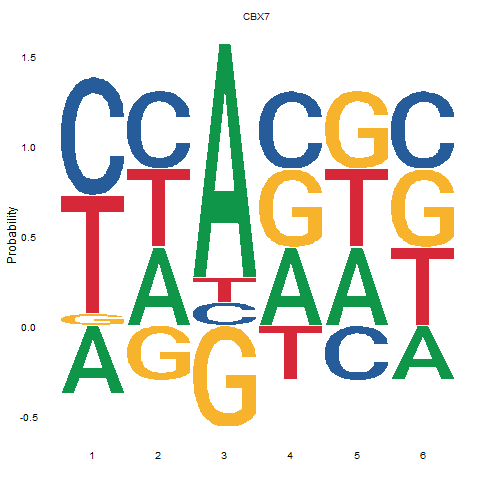 CBX7
1.5
1.0
0.5
0.0
-0.5
Probability
C C A C G C
T T T G T G
G A C A A T
A G G T C A
1 2 3 4 5 6